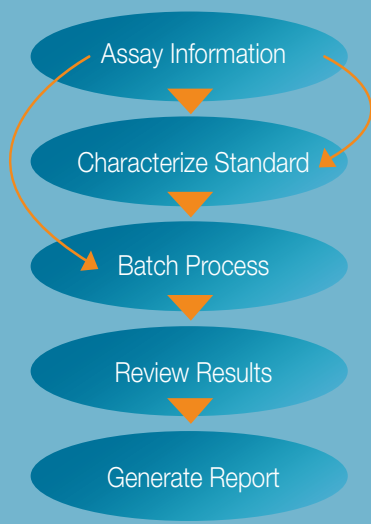 Assay Information
Characterize Standard
Batch Process
Review Results
Generate Report